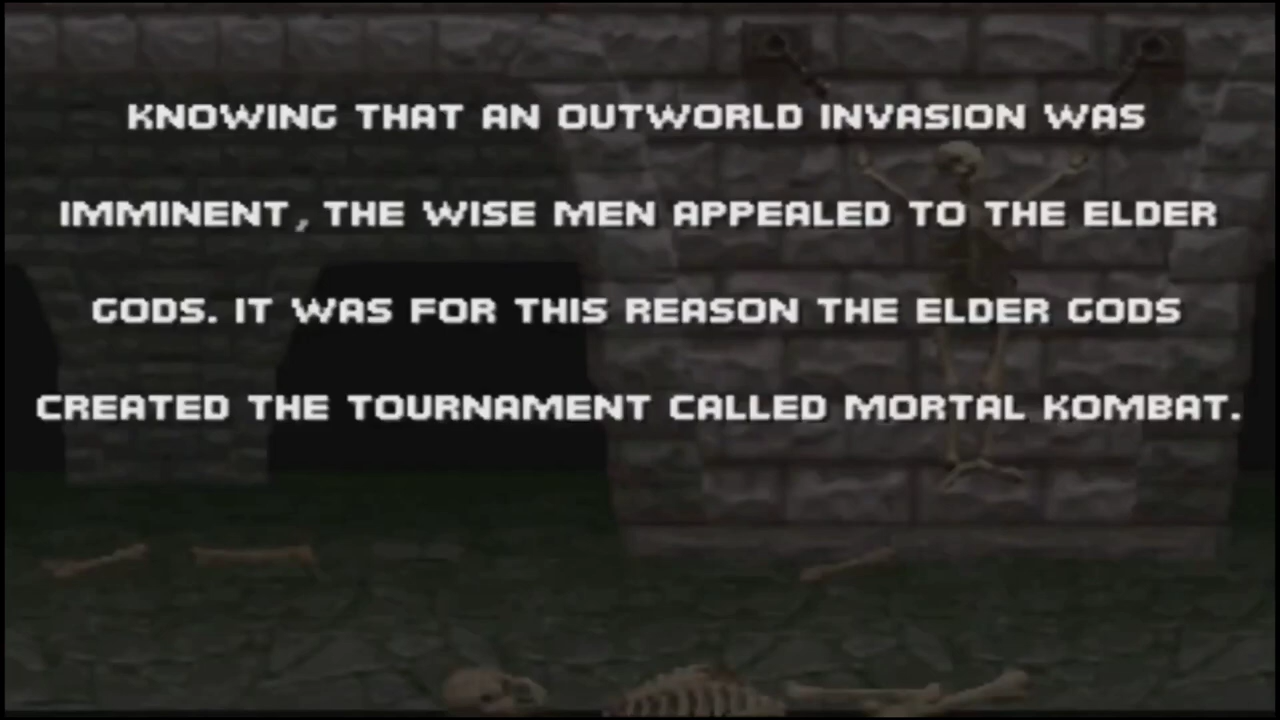 KNOWING THAT AN OUTWORLD INVASION WAS
IMMINENT, THE WISE MEN APPEALED TO THE ELDER
GODS. IT WAS FOR THIS REASON THE ELDER GODS
CREATED THE TOURNAMENT CALLED MORTAL KOMBAT.